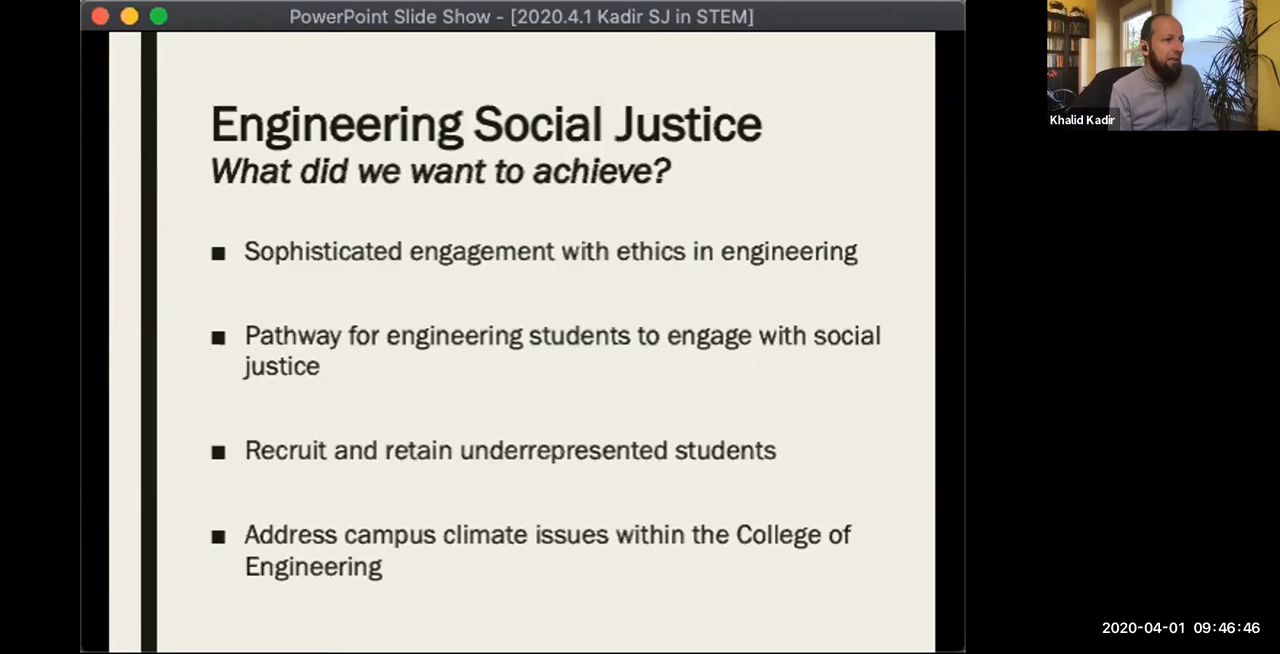 PowerPoint Slide Show - [2020.4.1 Kadir SJ in STEM]
Engineering Social Justice
What did we want to achieve?
■ Sophisticated engagement with ethics in engineering
■ Pathway for engineering students to engage with social
justice
■ Recruit and retain underrepresented students
■ Address campus climate issues within the College of
Engineering
Khalid Kadir
2020-04-01 09:46:46